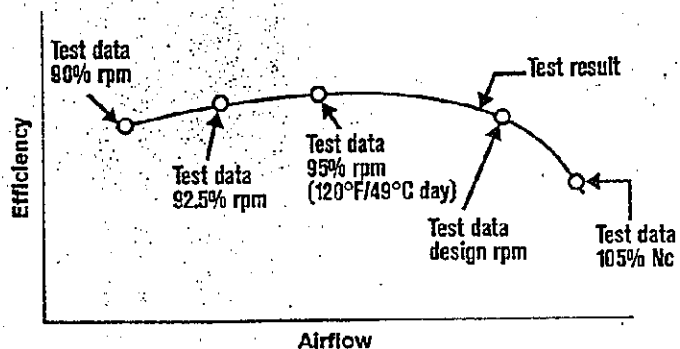 Test data
90% rpm
Test result
Test data
92.5% rpm
Test data
95% rpm
(120°F/49°C day)
Test data
design rpm
Test data
105% Nc
Efficiency
Airflow